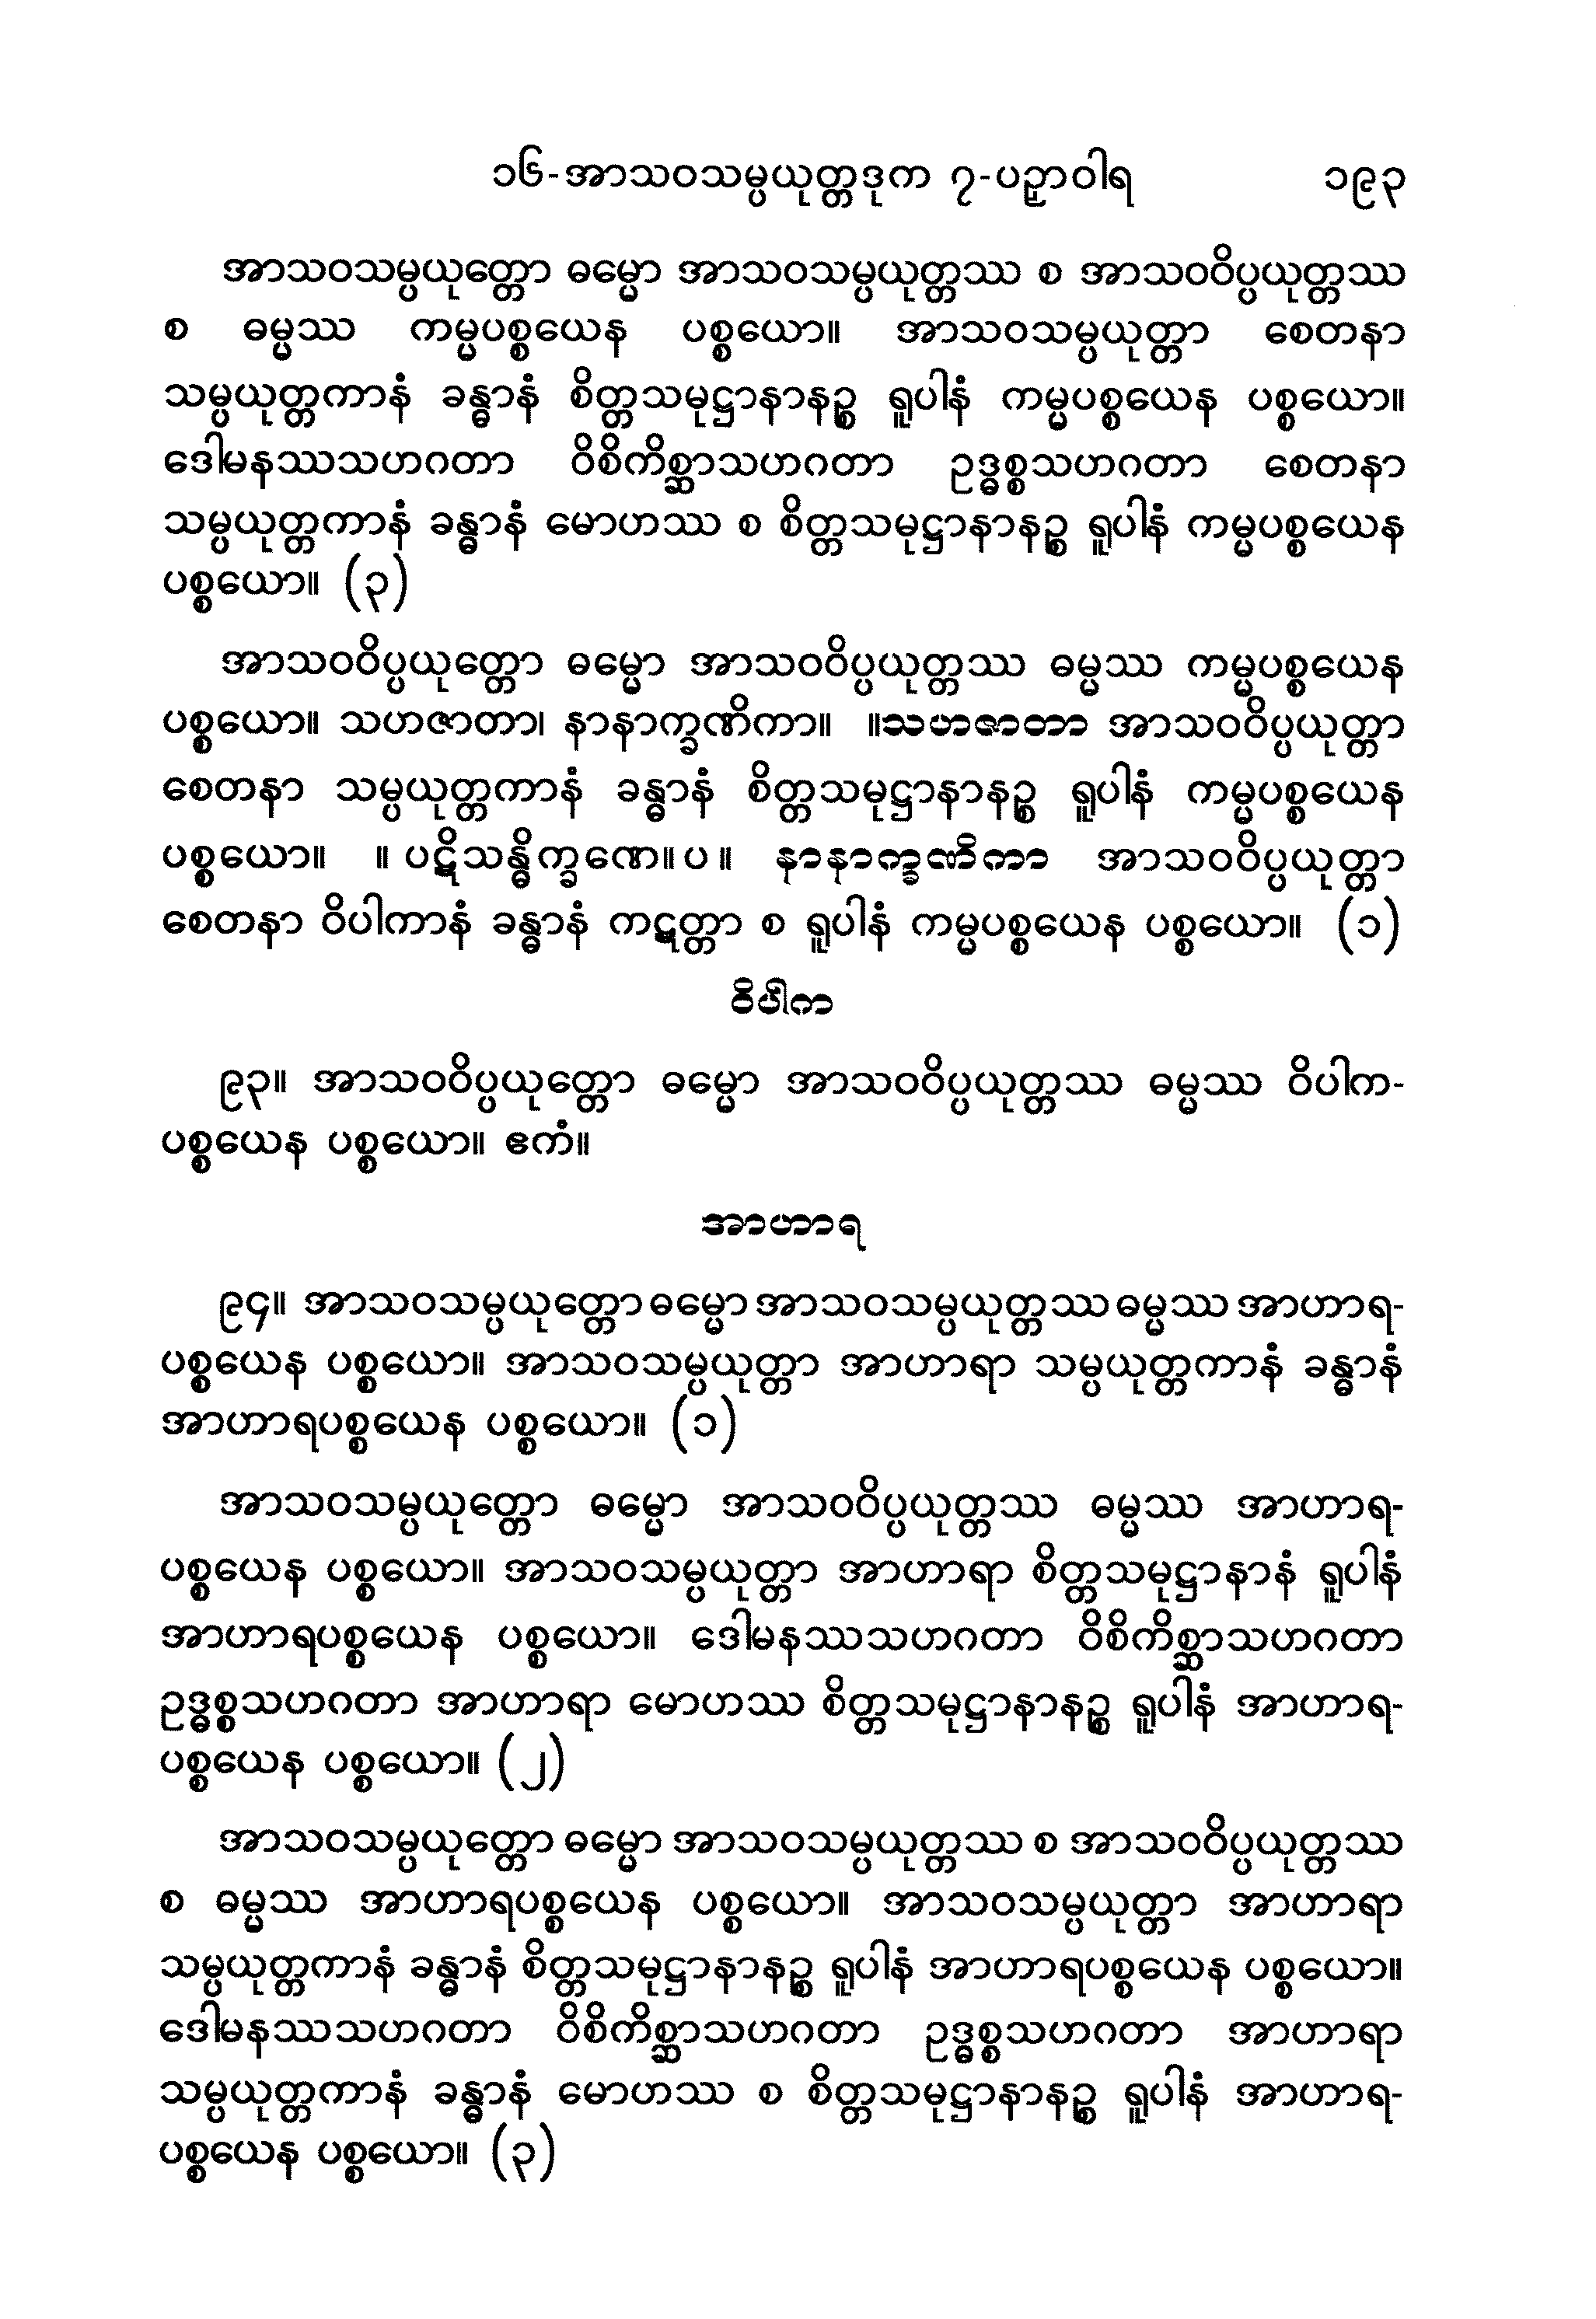 ၁၆-အာသဝသမ္ပယုတ္တဒုက ၇-ပဉှာဝါရ ၁၉၃
အာသဝသမ္ပယုတ္တော ဓမ္မော အာသဝသမ္ပယုတ္တဿ စ အာသဝဝိပ္ပယုတ္တဿ
စ ဓမ္မဿ ကမ္မပစ္စယေန ပစ္စယော။ အာသဝသမ္ပယုတ္တာ စေတနာ
သမ္ပယုတ္တကာနံ ခန္ဓာနံ စိတ္တသမုဋ္ဌာနာနဉ္စ ရူပါနံ ကမ္မပစ္စယေန ပစ္စယော။
ဒေါမနဿသဟဂတာ ဝိစိကိစ္ဆာသဟဂတာ ဥဒ္ဓစ္စသဟဂတာ စေတနာ
သမ္ပယုတ္တကာနံ ခန္ဓာနံ မောဟဿ စ စိတ္တသမုဋ္ဌာနာနဉ္စ ရူပါနံ ကမ္မပစ္စယေန
ပစ္စယော။ (၃)
အာသဝဝိပ္ပယုတ္တော ဓမ္မော အာသဝဝိပ္ပယုတ္တဿ ဓမ္မဿ ကမ္မပစ္စယေန
ပစ္စယော။ သဟဇာတာ၊ နာနာက္ခဏိကာ။ ။သဟဇာတာ အာသဝဝိပ္ပယုတ္တာ
စေတနာ သမ္ပယုတ္တကာနံ ခန္ဓာနံ စိတ္တသမုဋ္ဌာနာနဉ္စ ရူပါနံ ကမ္မပစ္စယေန
ပစ္စယော။ ။ ပဋိသန္ဓိက္ခဏေ။ ပ ။ နာနာက္ခဏိကာ အာသဝဝိပ္ပယုတ္တာ
စေတနာ ဝိပါကာနံ ခန္ဓာနံ ကဋတ္တာ စ ရူပါနံ ကမ္မပစ္စယေန ပစ္စယော။ (၁)
ဝိပါက
၉၃။ အာသဝဝိပ္ပယုတ္တော ဓမ္မော အာသဝဝိပ္ပယုတ္တဿ ဓမ္မဿ ဝိပါက-
ပစ္စယေန ပစ္စယော။ ဧကံ။
အာဟာရ
၉၄။ အာသဝသမ္ပယုတ္တော ဓမ္မော အာသဝသမ္ပယုတ္တဿ ဓမ္မဿ အာဟာရ-
ပစ္စယေန ပစ္စယော။ အာသဝသမ္ပယုတ္တာ အာဟာရာ သမ္ပယုတ္တကာနံ ခန္ဓာနံ
အာဟာရပစ္စယေန ပစ္စယော။ (၁)
အာသဝသမ္ပယုတ္တော ဓမ္မော အာသဝဝိပ္ပယုတ္တဿ ဓမ္မဿ အာဟာရ-
ပစ္စယေန ပစ္စယော။ အာသဝသမ္ပယုတ္တာ အာဟာရာ စိတ္တသမုဋ္ဌာနာနံ ရူပါနံ
အာဟာရပစ္စယေန ပစ္စယော။ ဒေါမနဿသဟဂတာ ဝိစိကိစ္ဆာသဟဂတာ
ဥဒ္ဓစ္စသဟဂတာ အာဟာရာ မောဟဿ စိတ္တသမုဋ္ဌာနာနဉ္စ ရူပါနံ အာဟာရ-
ပစ္စယေန ပစ္စယော။ (၂)
အာသဝသမ္ပယုတ္တော ဓမ္မော အာသဝသမ္ပယုတ္တဿ စ အာသဝဝိပ္ပယုတ္တဿ
စ ဓမ္မဿ အာဟာရပစ္စယေန ပစ္စယော။ အာသဝသမ္ပယုတ္တာ အာဟာရာ
သမ္ပယုတ္တကာနံ ခန္ဓာနံ စိတ္တသမုဋ္ဌာနာနဉ္စ ရူပါနံ အာဟာရပစ္စယေန ပစ္စယော။
ဒေါမနဿသဟဂတာ ဝိစိကိစ္ဆာသဟဂတာ ဥဒ္ဓစ္စသဟဂတာ အာဟာရာ
သမ္ပယုတ္တကာနံ ခန္ဓာနံ မောဟဿ စ စိတ္တသမုဋ္ဌာနာနဉ္စ ရူပါနံ အာဟာရ-
ပစ္စယေန ပစ္စယော။ (၃)